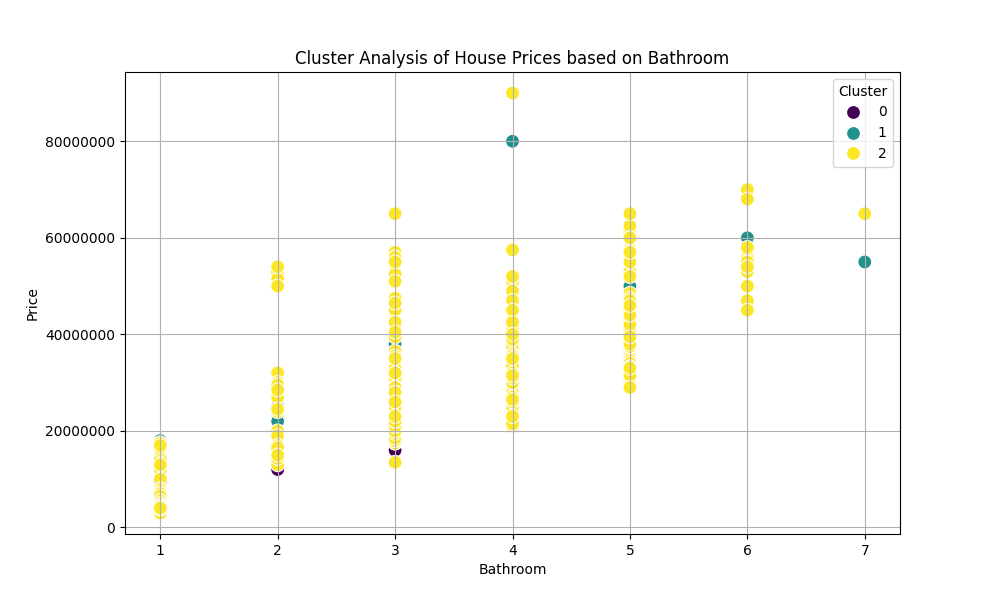 Cluster Analysis of House Prices based on Bathroom
Cluster
0
1
2
80000000
60000000
40000000
20000000
0
Price
1 2 3 4 5 6 7
Bathroom